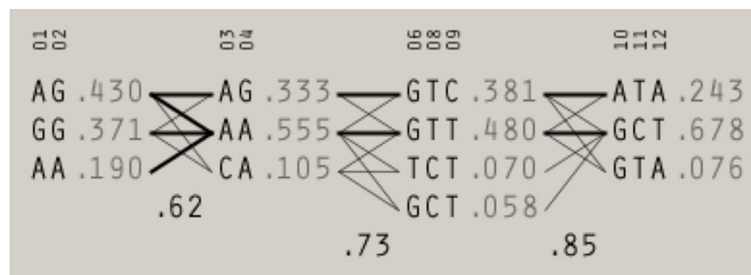 01 02 03 04 06 08 09 10 11 12
AG .430 AG .333 GTC .381 ATA .243
GG .371 AA .555 GTT .480 GCT .678
AA .190 CA .105 TCT .070 GTA .076
GCT .058
.62
.73 .85